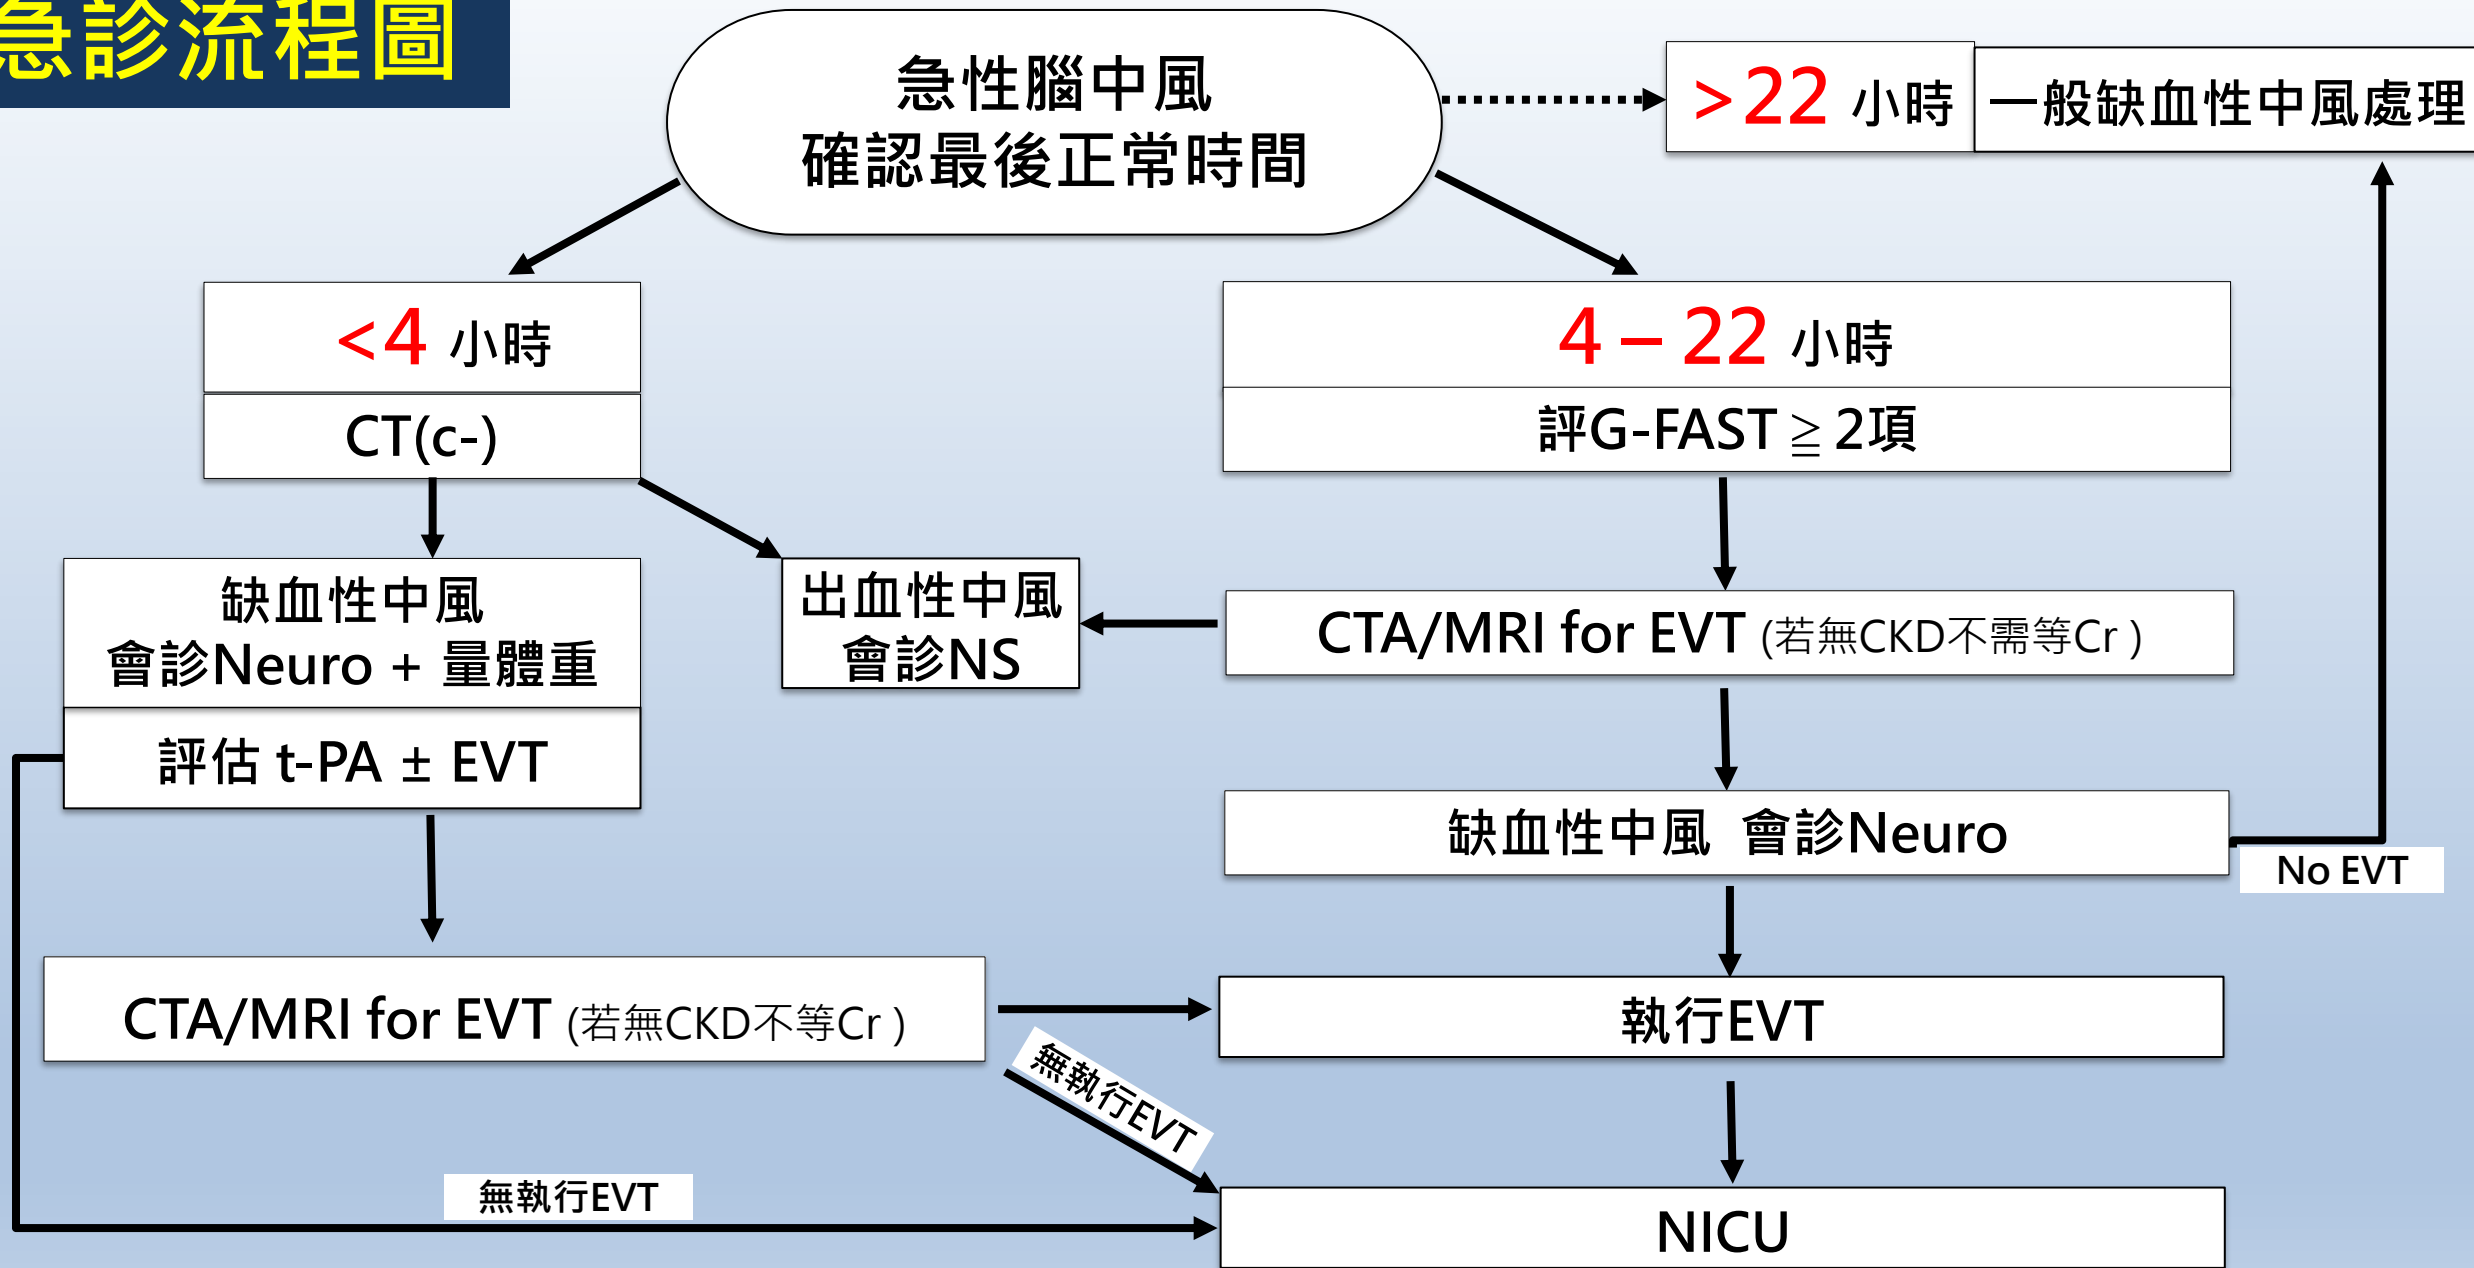 急診流程圖
急性腦中風
確認最後正常時間
>22 小時
一般缺血性中風處理
<4 小時
CT(c-)
4 – 22 小時
評G-FAST ≧ 2項
缺血性中風
會診Neuro + 量體重
評估 t-PA ± EVT
出血性中風
會診NS
CTA/MRI for EVT (若無CKD不需等Cr )
缺血性中風 會診Neuro
No EVT
CTA/MRI for EVT (若無CKD不等Cr )
執行EVT
無執行EVT
無執行EVT
NICU